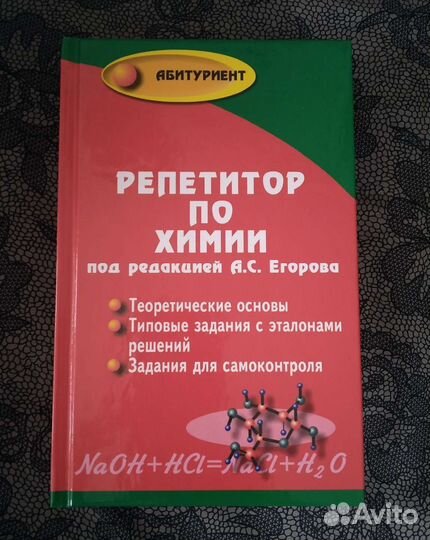 АБИТУРИЕНТ
РЕПЕТИТОР
ПО
ХИМИИ
под редакцией А.С. Егорова
Теоретические основы
Типовые задания с эталонами
решений
Задания для самоконтроля
NaOH+HCl=NaCl+H₂O
Avito